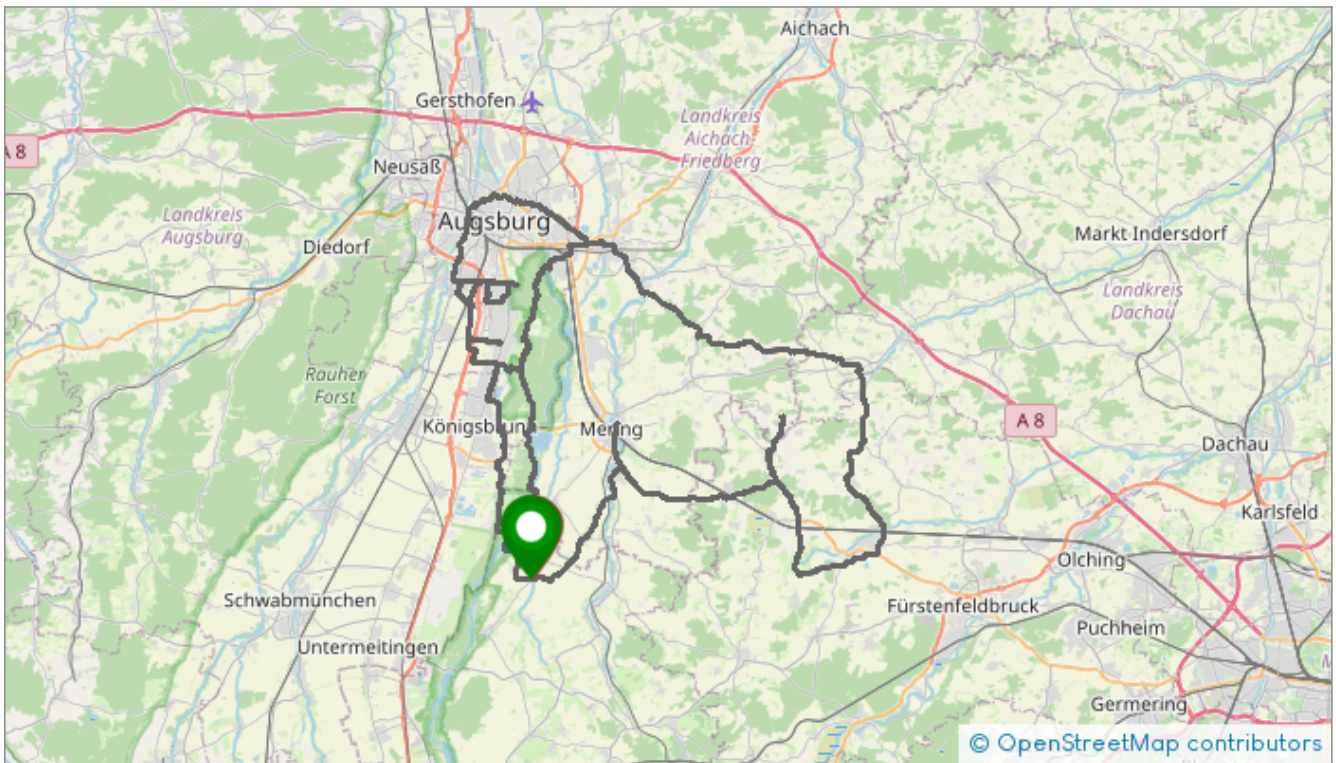 Aichach
Gersthofen
Landkreis
Aichach-
Friedberg
A 8
Neusaß
Landkreis
Augsburg
Augsburg
Diedorf
Markt Indersdorf
Landkreis
Dachau
Rauher
Forst
A 8
Königsbrunn
Mering
Dachau
Karlsfeld
Olching
Schwabmünchen
Fürstenfeldbruck
Puchheim
Untermeitingen
Germering
© OpenStreetMap contributors